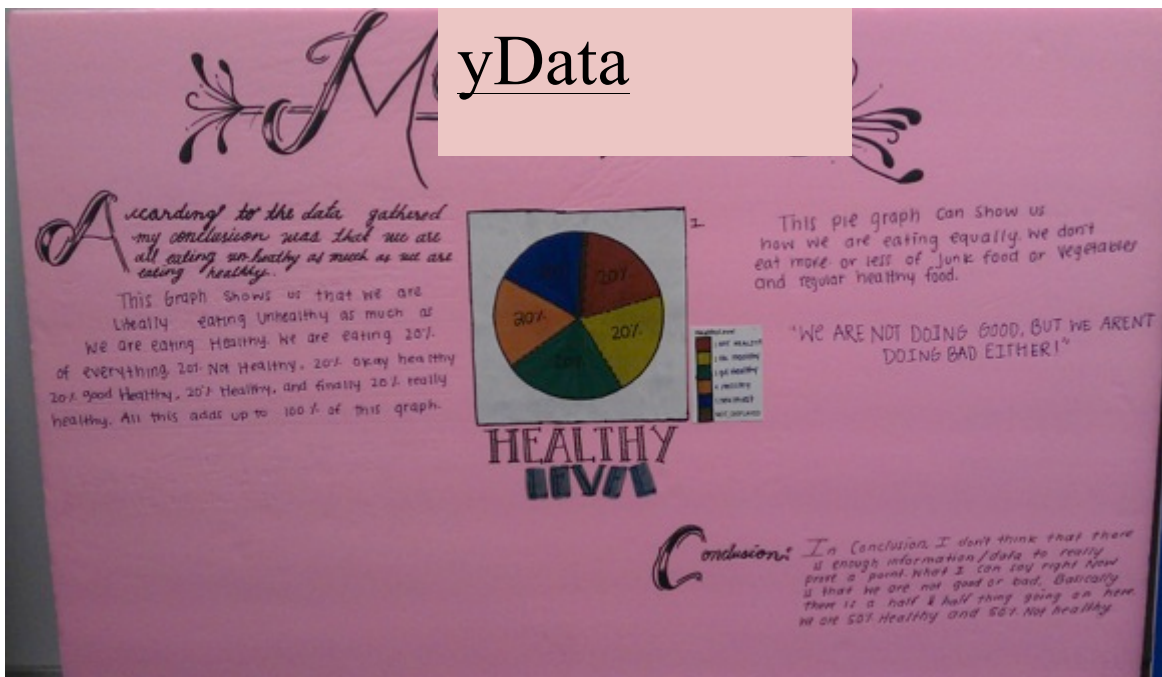 yData
According to the data gathered
my conclusion was that we are
all eating unhealthy as much as we are
eating healthy.
This Graph Shows us that we are
Literally eating Unhealthy as much as
we are eating Healthy. We are eating 20%
of everything 20% Not Healthy, 20% okay healthy
20% good Healthy, 20% Healthy, and finally 20% really
healthy. All this adds up to 100% of this graph.
20%
20%
20%
20%
HEALTHY
LEVEL
1.
NOT DISPLAYED
This Pie graph can show us
how we are eating equally. We don't
eat more or less of junk food or vegetables
and regular healthy food.
"WE ARE NOT DOING GOOD, BUT WE ARENT
DOING BAD EITHER!"
Conclusion: In Conclusion, I don't think that there
is enough information/data to really
prove a point. What I can say right Now
is that we are not good or bad. Basically
there is a half & half thing going on here.
We are 50% Healthy and 50% Not healthy.